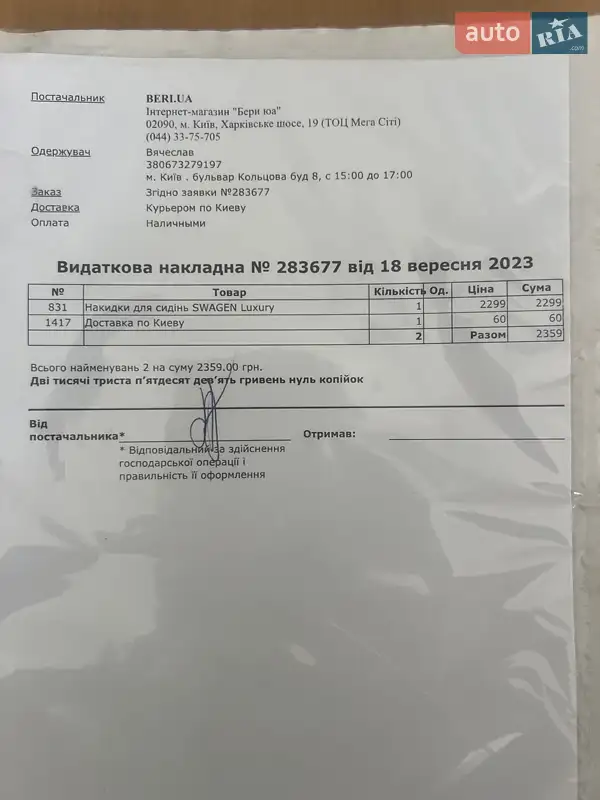 auto RIA .com
Постачальник BERI.UA
Інтернет-магазин "Бери юа"
02090, м. Київ, Харківське шосе, 19 (ТОЦ Мега Сіті)
(044) 33-75-705
Одержувач Вячеслав
380673279197
м. Київ . бульвар Кольцова буд 8, с 15:00 до 17:00
Заказ Згідно заявки №283677
Доставка Курьером по Киеву
Оплата Наличными
Видаткова накладна № 283677 від 18 вересня 2023
№ Товар Кількість Од. Ціна Сума
831 Накидки для сидінь SWAGEN Luxury 1 2299 2299
1417 Доставка по Киеву 1 60 60
2 Разом 2359
Всього найменувань 2 на суму 2359.00 грн.
Дві тисячі триста п'ятдесят дев'ять гривень нуль копійок
Від
постачальника* Отримав:
* Відповідальний за здійснення
господарської операції і
правильність її оформлення